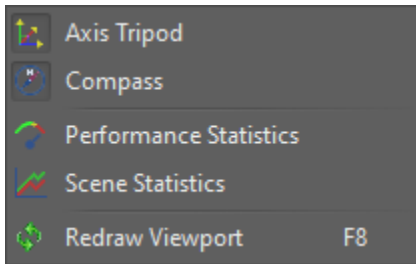 Axis Tripod
Compass
Performance Statistics
Scene Statistics
Redraw Viewport F8